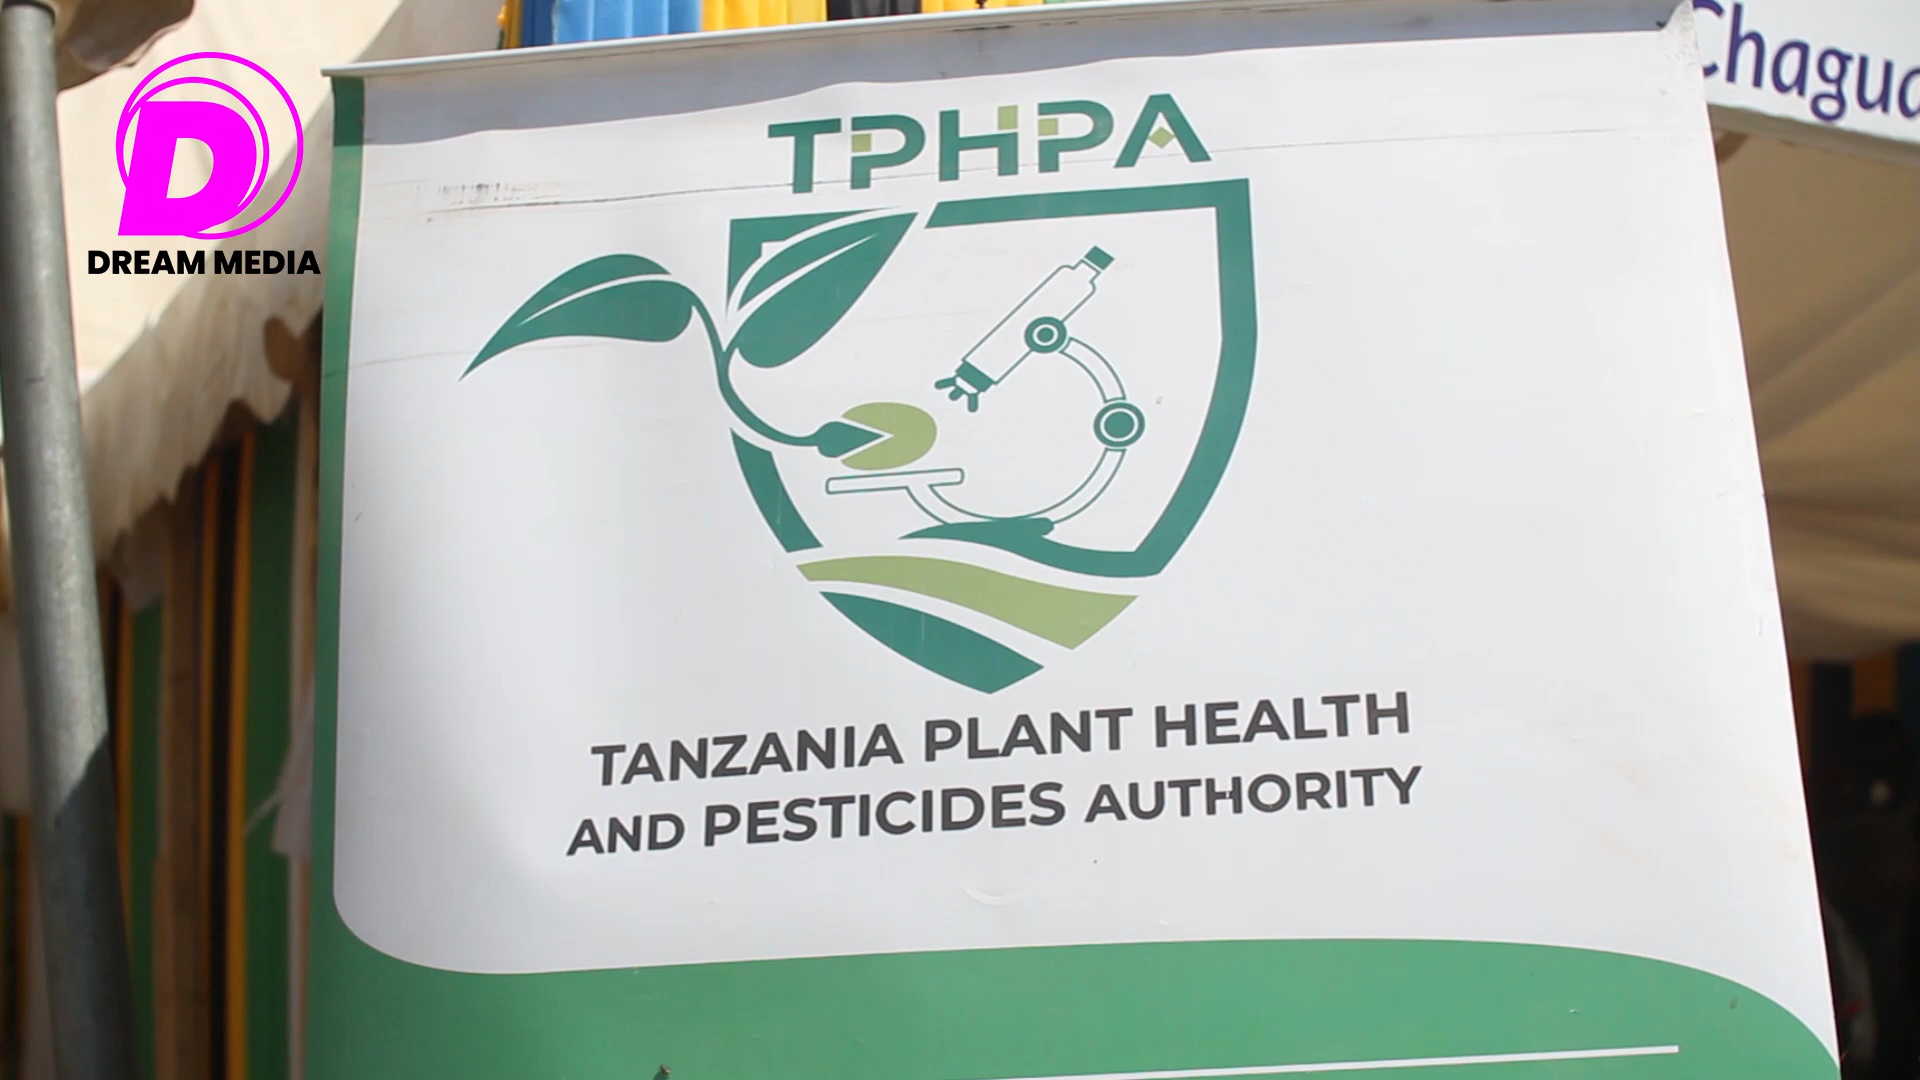 DREAM MEDIA
TPHPA
TANZANIA PLANT HEALTH
AND PESTICIDES AUTHORITY